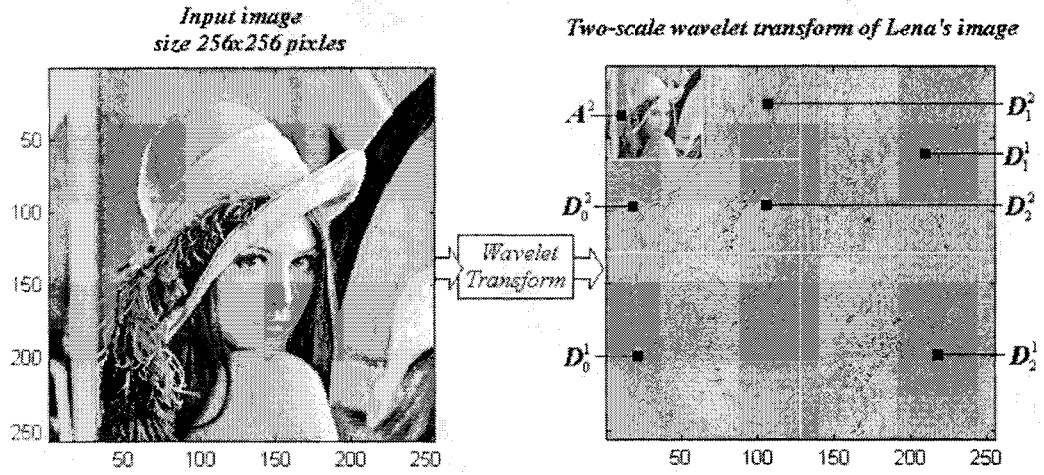 Input image
size 256x256 pixles
Two-scale wavelet transform of Lena's image
50
100
150
200
250
50 100 150 200 250
Wavelet
Transform
A²
D₁²
D₁¹
D₀²
D₂²
D₀¹
D₂¹
50 100 150 200 250